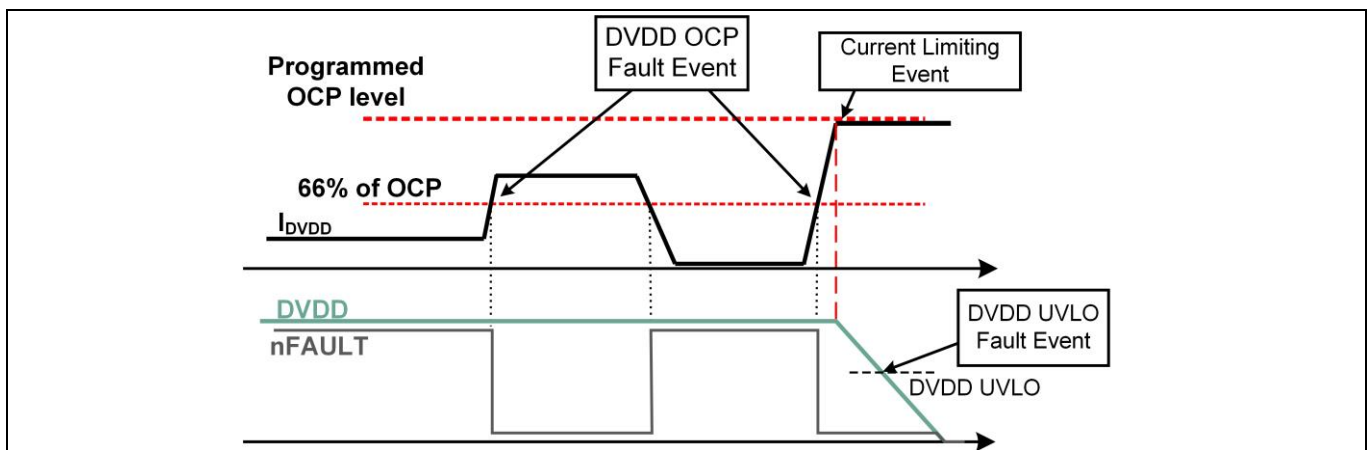 DVDD OCP
Fault Event
Current Limiting
Event
Programmed
OCP level
66% of OCP
IDVDD
DVDD
nFAULT
DVDD UVLO
Fault Event
DVDD UVLO